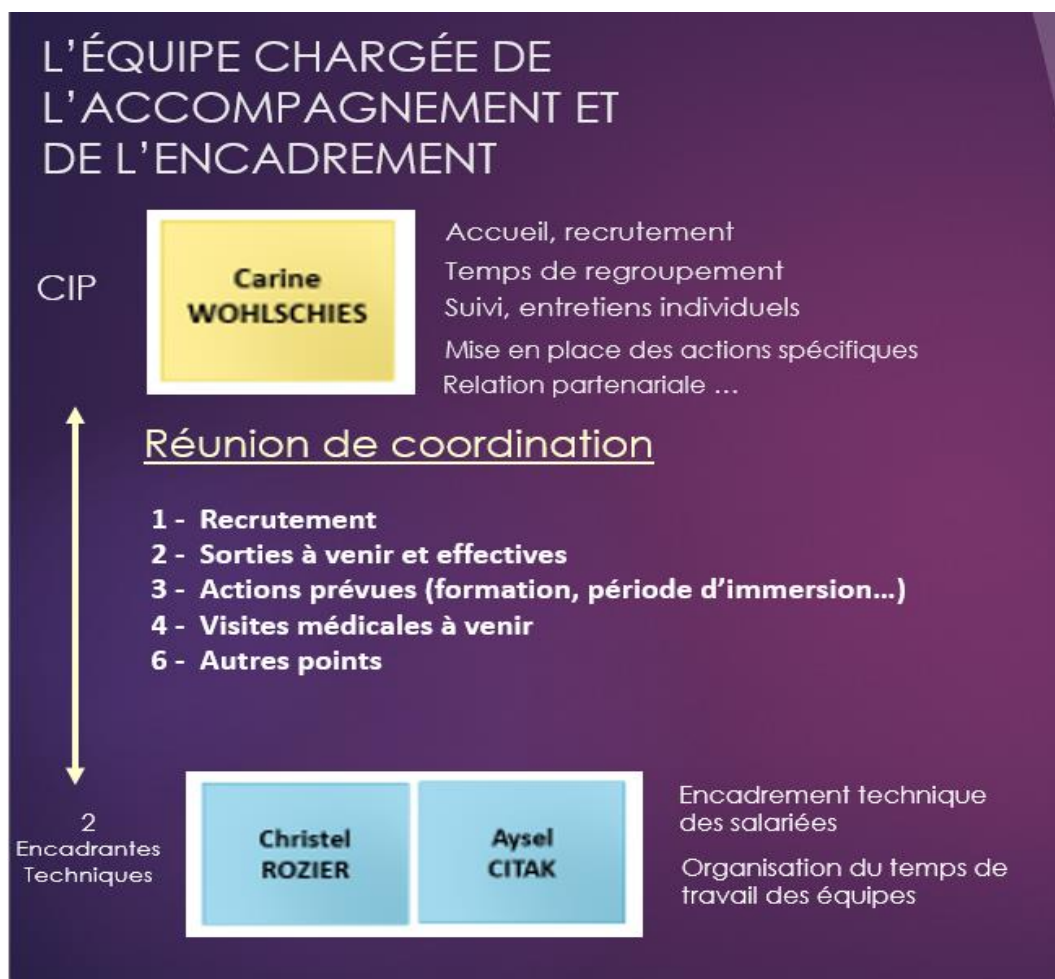 L'ÉQUIPE CHARGÉE DE
L'ACCOMPAGNEMENT ET
DE L'ENCADREMENT
CIP
Carine
WOHLSCHIES
Accueil, recrutement
Temps de regroupement
Suivi, entretiens individuels
Mise en place des actions spécifiques
Relation partenariale ...
Réunion de coordination
1 - Recrutement
2 - Sorties à venir et effectives
3 - Actions prévues (formation, période d'immersion...)
4 - Visites médicales à venir
6 - Autres points
2
Encadrantes
Techniques
Christel
ROZIER
Aysel
CITAK
Encadrement technique
des salariées
Organisation du temps de
travail des équipes